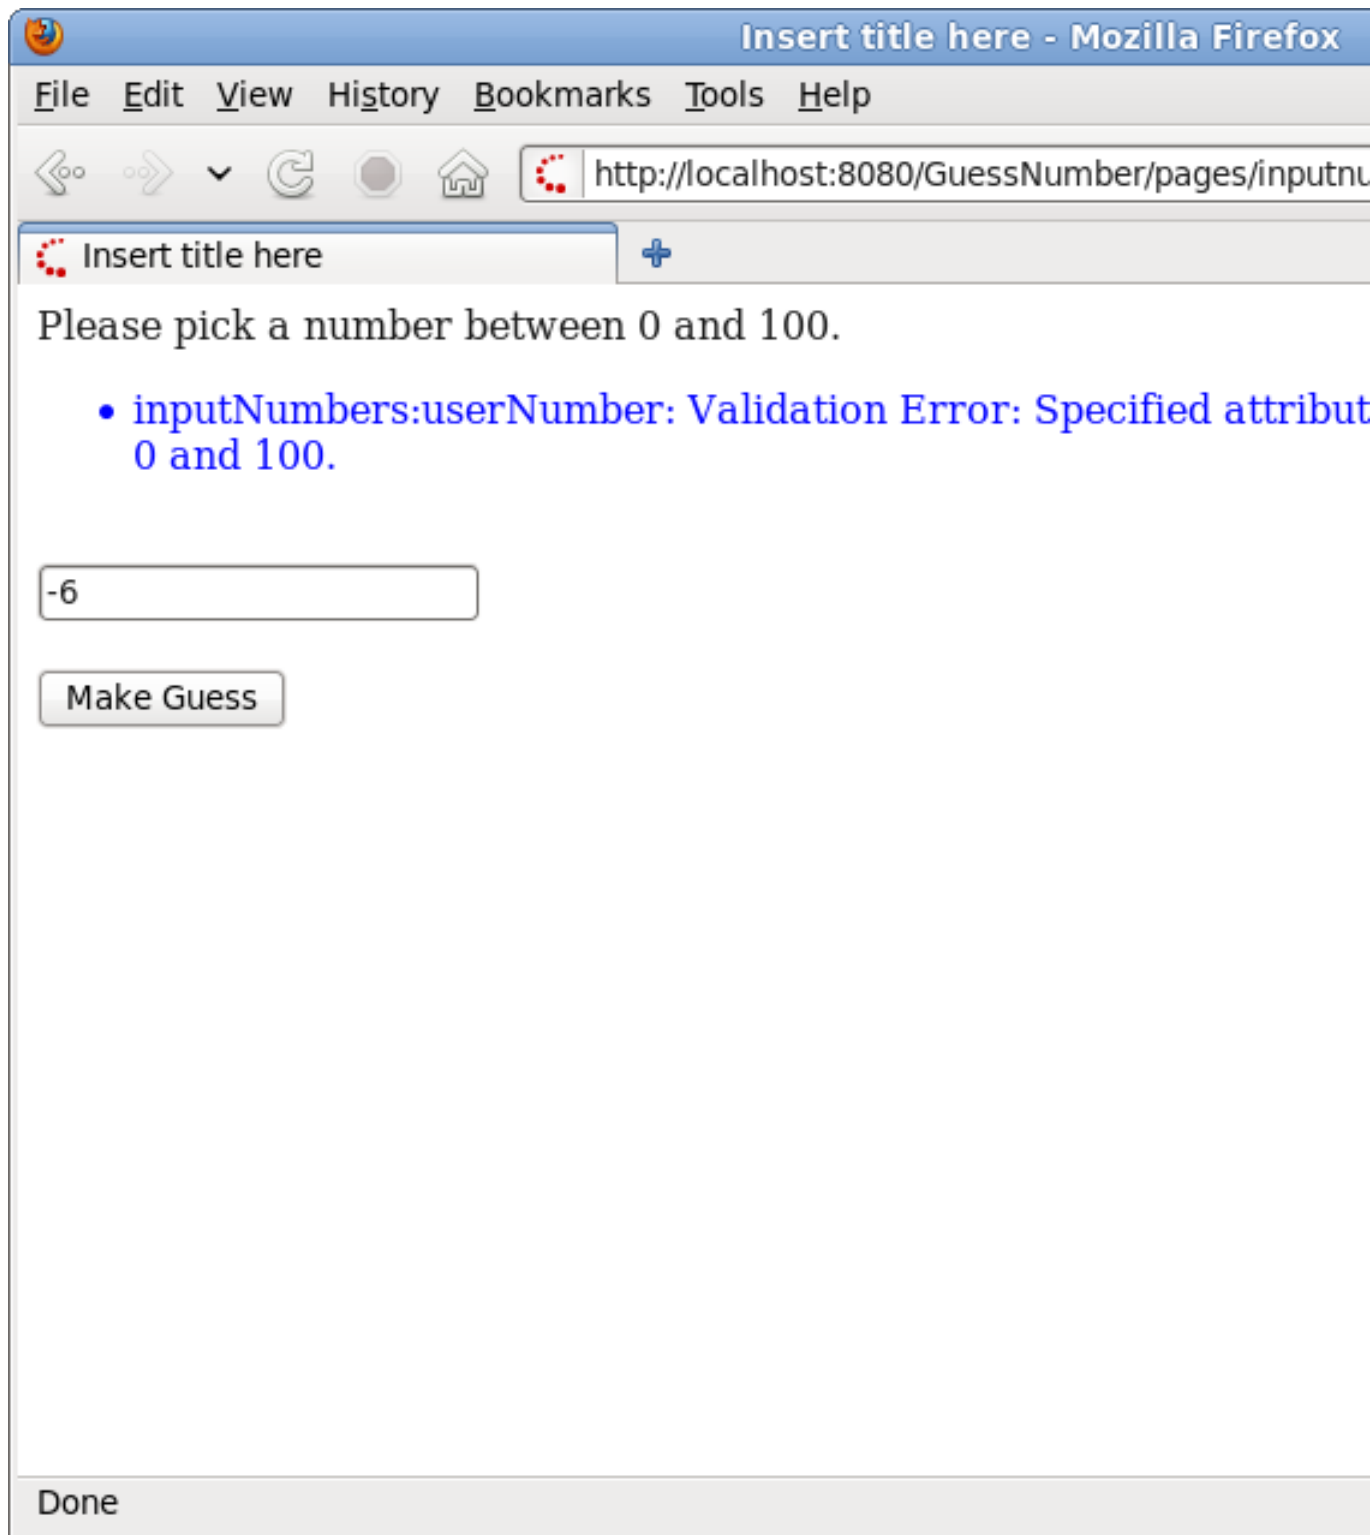 Insert title here - Mozilla Firefox
File Edit View History Bookmarks Tools Help
http://localhost:8080/GuessNumber/pages/inputnu
Insert title here
Please pick a number between 0 and 100.
• inputNumbers:userNumber: Validation Error: Specified attribut
0 and 100.
-6
Make Guess
Done